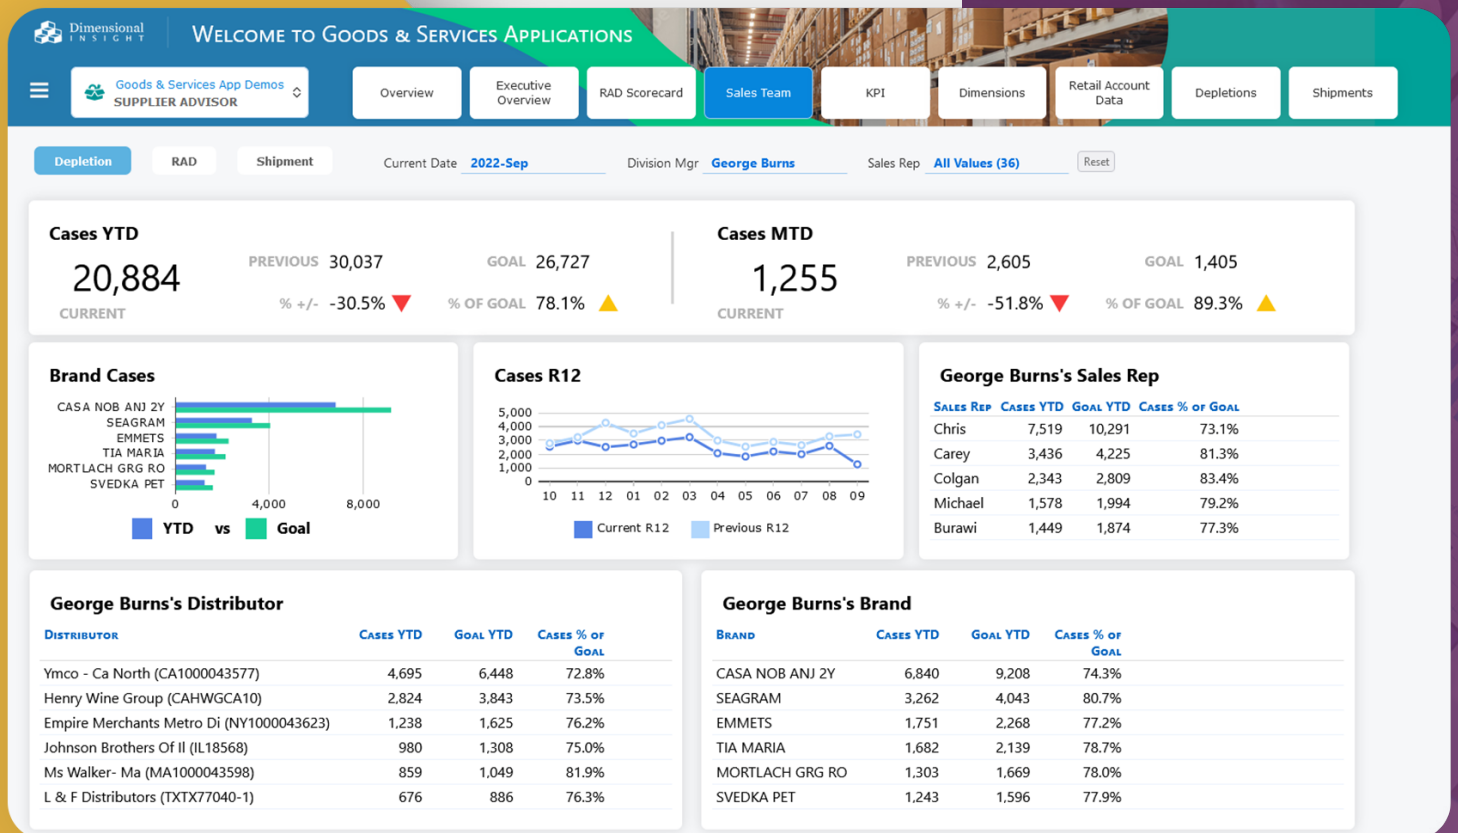 Dimensional
INSIGHT
WELCOME TO GOODS & SERVICES APPLICATIONS
Goods & Services App Demos
SUPPLIER ADVISOR
Overview
Executive
Overview
RAD Scorecard
Sales Team
KPI
Dimensions
Retail Account
Data
Depletions
Shipments
Depletion RAD Shipment
Current Date 2022-Sep Division Mgr George Burns Sales Rep All Values (36) Reset
Cases YTD
20,884
CURRENT
PREVIOUS 30,037 GOAL 26,727
% +/- -30.5% % OF GOAL 78.1%
Cases MTD
1,255
CURRENT
PREVIOUS 2,605 GOAL 1,405
% +/- -51.8% % OF GOAL 89.3%
Brand Cases
CASA NOB ANJ 2Y
SEAGRAM
EMMETS
TIA MARIA
MORTLACH GRG RO
SVEDKA PET
0 4,000 8,000
YTD vs Goal
Cases R12
5,000
4,000
3,000
2,000
1,000
0
10 11 12 01 02 03 04 05 06 07 08 09
Current R12 Previous R12
George Burns's Sales Rep
SALES REP CASES YTD GOAL YTD CASES % OF GOAL
Chris 7,519 10,291 73.1%
Carey 3,436 4,225 81.3%
Colgan 2,343 2,809 83.4%
Michael 1,578 1,994 79.2%
Burawi 1,449 1,874 77.3%
George Burns's Distributor
DISTRIBUTOR CASES YTD GOAL YTD CASES % OF
GOAL
Ymco - Ca North (CA1000043577) 4,695 6,448 72.8%
Henry Wine Group (CAHWGCA10) 2,824 3,843 73.5%
Empire Merchants Metro Di (NY1000043623) 1,238 1,625 76.2%
Johnson Brothers Of Il (IL18568) 980 1,308 75.0%
Ms Walker- Ma (MA1000043598) 859 1,049 81.9%
L & F Distributors (TXTX77040-1) 676 886 76.3%
George Burns's Brand
BRAND CASES YTD GOAL YTD CASES % OF
GOAL
CASA NOB ANJ 2Y 6,840 9,208 74.3%
SEAGRAM 3,262 4,043 80.7%
EMMETS 1,751 2,268 77.2%
TIA MARIA 1,682 2,139 78.7%
MORTLACH GRG RO 1,303 1,669 78.0%
SVEDKA PET 1,243 1,596 77.9%